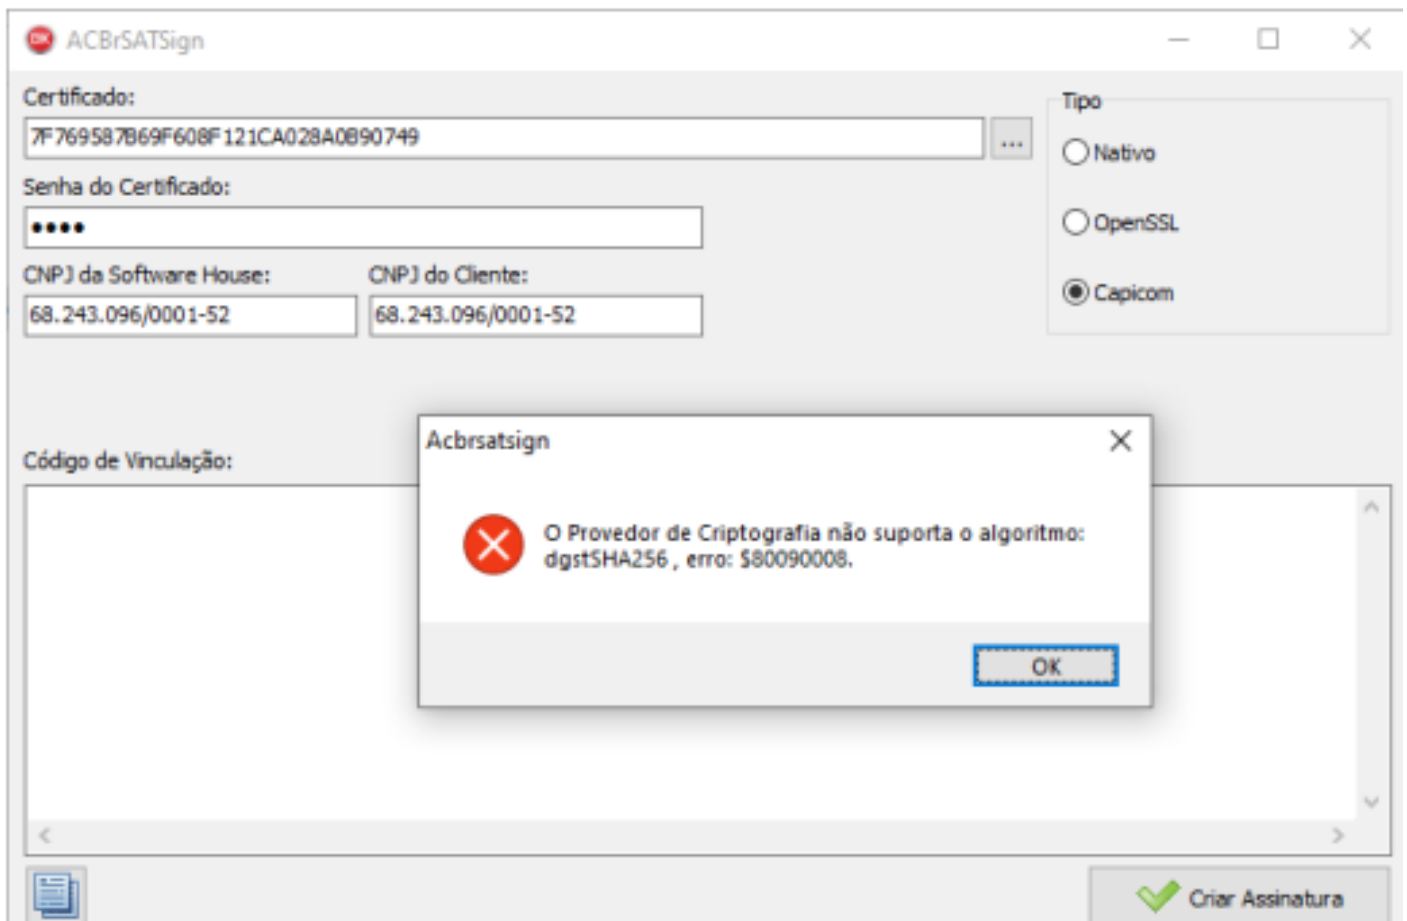 ACBrSATSign
Certificado:
7F769587B69F608F121CA028A0B90749
...
Tipo
Nativo
OpenSSL
Capicom
Senha do Certificado:
••••
CNPJ da Software House:
CNPJ do Cliente:
68.243.096/0001-52
68.243.096/0001-52
Código de Vinculação:
Acbrsatsign
O Provedor de Criptografia não suporta o algoritmo:
dgstSHA256 , erro: $80090008.
OK
Criar Assinatura